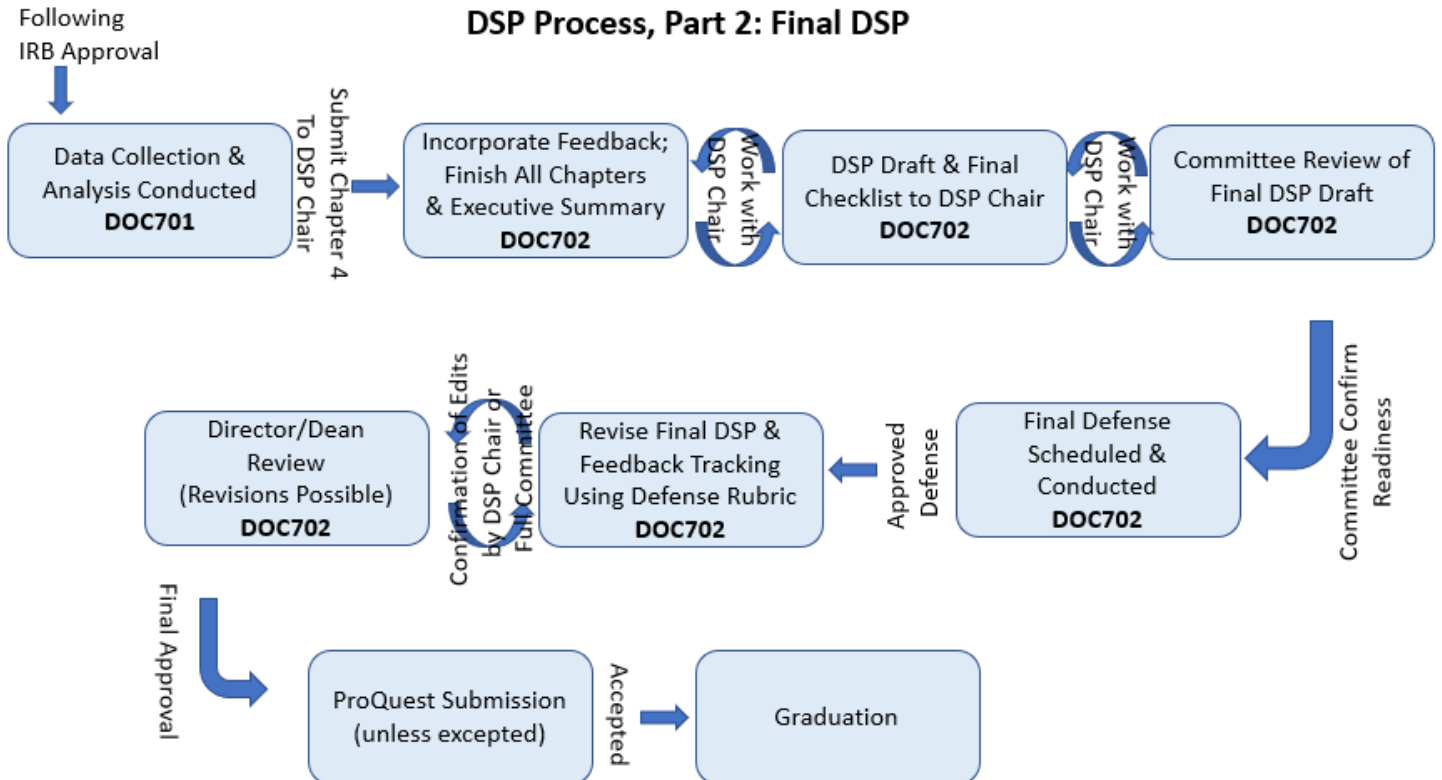 Following
IRB Approval
DSP Process, Part 2: Final DSP
Data Collection &
Analysis Conducted
DOC701
Submit Chapter 4
To DSP Chair
Incorporate Feedback;
Finish All Chapters
& Executive Summary
DOC702
Work with
DSP Chair
DSP Draft & Final
Checklist to DSP Chair
DOC702
Work with
DSP Chair
Committee Review of
Final DSP Draft
DOC702
Committee Confirm
Readiness
Final Defense
Scheduled &
Conducted
DOC702
Approved
Defense
Revise Final DSP &
Feedback Tracking
Using Defense Rubric
DOC702
Confirmation of Edits
by DSP Chair or
Full Committee
Director/Dean
Review
(Revisions Possible)
DOC702
Final Approval
ProQuest Submission
(unless excepted)
Accepted
Graduation